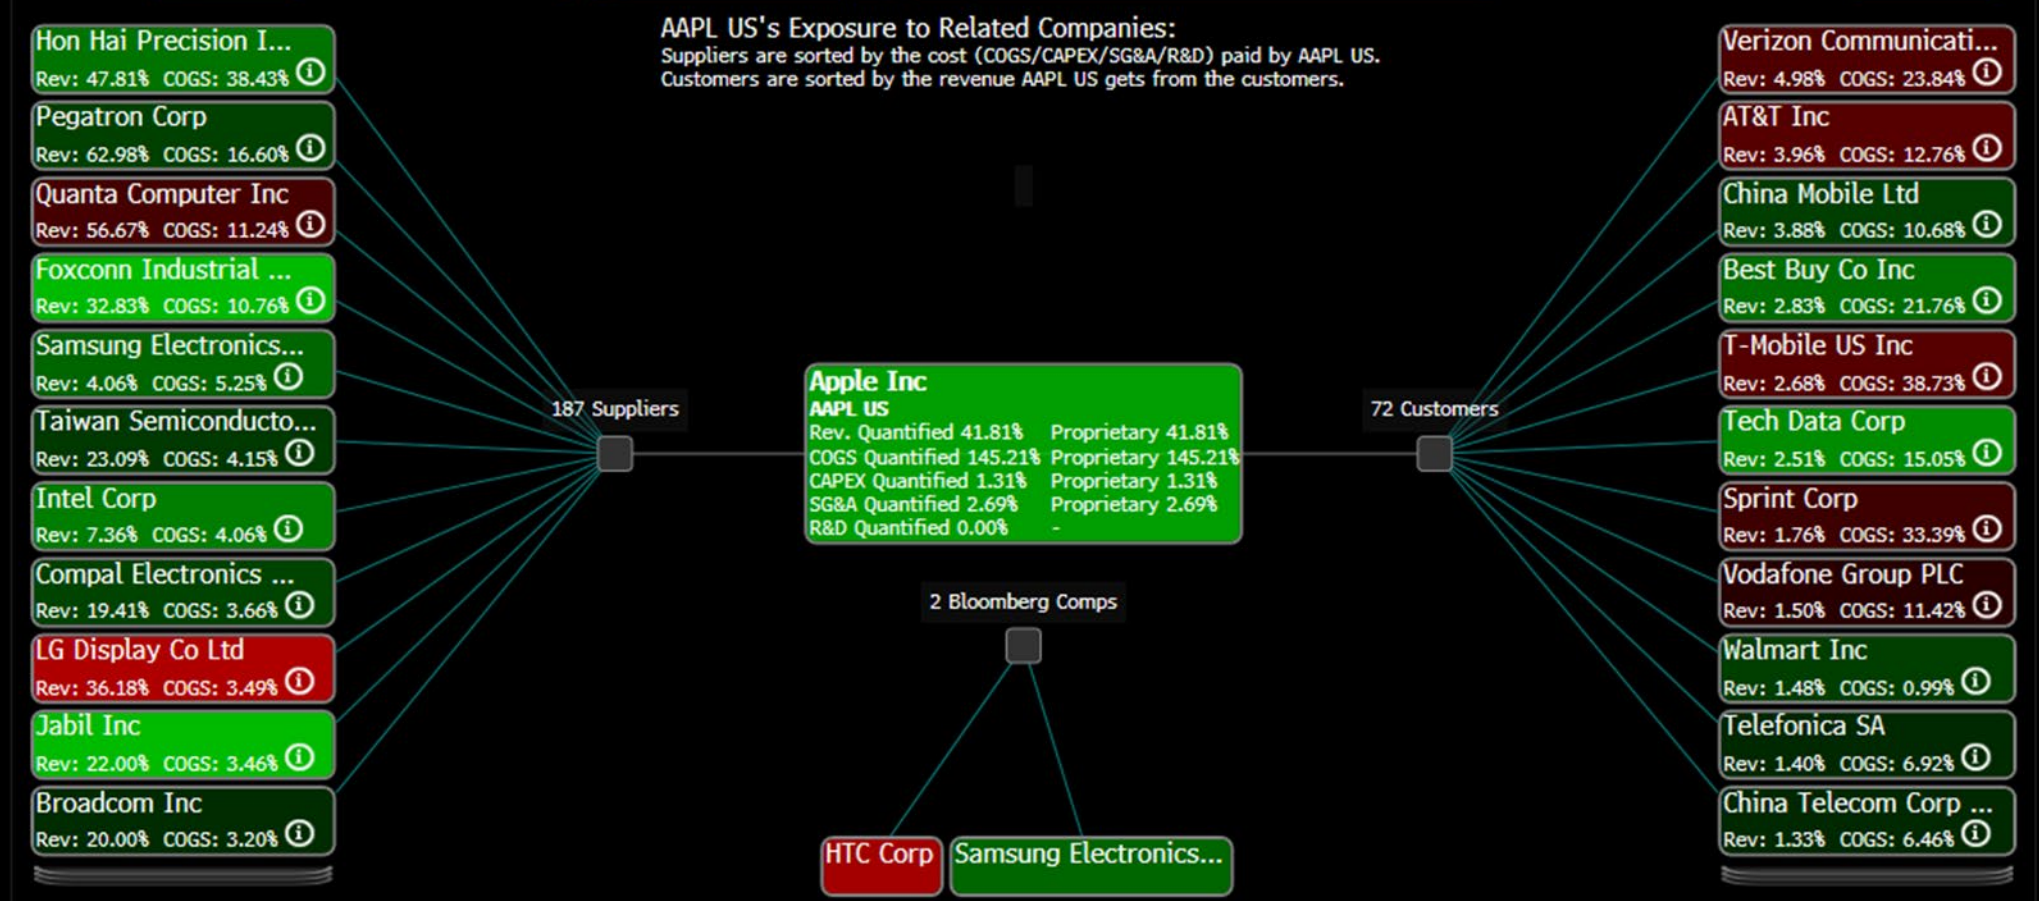 AAPL US's Exposure to Related Companies:
Suppliers are sorted by the cost (COGS/CAPEX/SG&A/R&D) paid by AAPL US.
Customers are sorted by the revenue AAPL US gets from the customers.
Hon Hai Precision I...
Rev: 47.81% COGS: 38.43%
Pegatron Corp
Rev: 62.98% COGS: 16.60%
Quanta Computer Inc
Rev: 56.67% COGS: 11.24%
Foxconn Industrial ...
Rev: 32.83% COGS: 10.76%
Samsung Electronics...
Rev: 4.06% COGS: 5.25%
Taiwan Semiconducto...
Rev: 23.09% COGS: 4.15%
Intel Corp
Rev: 7.36% COGS: 4.06%
Compal Electronics ...
Rev: 19.41% COGS: 3.66%
LG Display Co Ltd
Rev: 36.18% COGS: 3.49%
Jabil Inc
Rev: 22.00% COGS: 3.46%
Broadcom Inc
Rev: 20.00% COGS: 3.20%
187 Suppliers
Apple Inc
AAPL US
Rev. Quantified 41.81% Proprietary 41.81%
COGS Quantified 145.21% Proprietary 145.21%
CAPEX Quantified 1.31% Proprietary 1.31%
SG&A Quantified 2.69% Proprietary 2.69%
R&D Quantified 0.00% -
2 Bloomberg Comps
HTC Corp
Samsung Electronics...
72 Customers
Verizon Communicati...
Rev: 4.98% COGS: 23.84%
AT&T Inc
Rev: 3.96% COGS: 12.76%
China Mobile Ltd
Rev: 3.88% COGS: 10.68%
Best Buy Co Inc
Rev: 2.83% COGS: 21.76%
T-Mobile US Inc
Rev: 2.68% COGS: 38.73%
Tech Data Corp
Rev: 2.51% COGS: 15.05%
Sprint Corp
Rev: 1.76% COGS: 33.39%
Vodafone Group PLC
Rev: 1.50% COGS: 11.42%
Walmart Inc
Rev: 1.48% COGS: 0.99%
Telefonica SA
Rev: 1.40% COGS: 6.92%
China Telecom Corp ...
Rev: 1.33% COGS: 6.46%